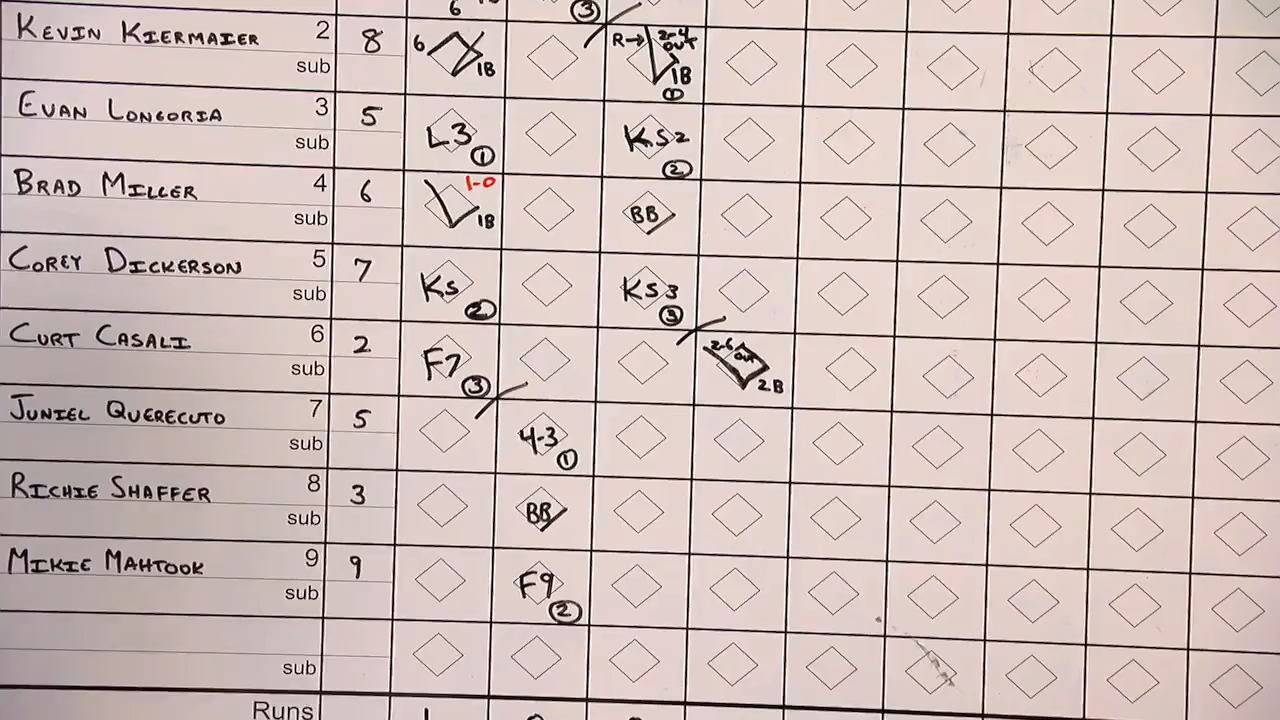 6 ③
KEVIN KIERMAIER 2 8 6 1B R→ 2-4 OUT 1B ①
sub
EVAN LONGORIA 3 5 L3 ① KS2 ②
sub
BRAD MILLER 4 6 1-0 1B BB
sub
COREY DICKERSON 5 7 KS ② KS3 ③
sub
CURT CASALI 6 2 F7 ③ 2-6 OUT 2B
sub
JUNIEL QUERECUTO 7 5 4-3 ①
sub
RICHIE SHAFFER 8 3 BB
sub
MIKIE MAHTOOK 9 9 F9 ②
sub
sub
Runs